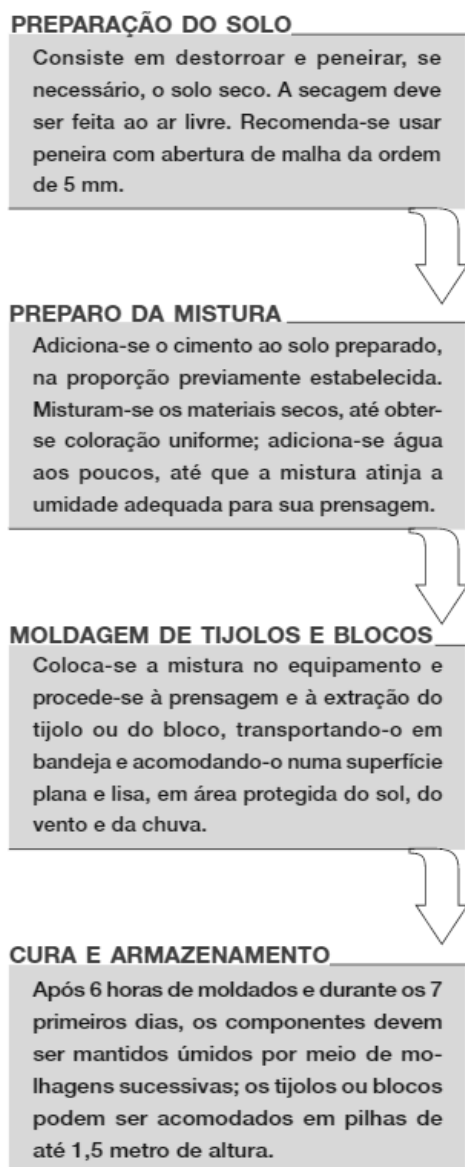 PREPARAÇÃO DO SOLO
Consiste em destorroar e peneirar, se
necessário, o solo seco. A secagem deve
ser feita ao ar livre. Recomenda-se usar
peneira com abertura de malha da ordem
de 5 mm.
PREPARO DA MISTURA
Adiciona-se o cimento ao solo preparado,
na proporção previamente estabelecida.
Misturam-se os materiais secos, até obter-
se coloração uniforme; adiciona-se água
aos poucos, até que a mistura atinja a
umidade adequada para sua prensagem.
MOLDAGEM DE TIJOLOS E BLOCOS
Coloca-se a mistura no equipamento e
procede-se à prensagem e à extração do
tijolo ou do bloco, transportando-o em
bandeja e acomodando-o numa superfície
plana e lisa, em área protegida do sol, do
vento e da chuva.
CURA E ARMAZENAMENTO
Após 6 horas de moldados e durante os 7
primeiros dias, os componentes devem
ser mantidos úmidos por meio de mo-
lhagens sucessivas; os tijolos ou blocos
podem ser acomodados em pilhas de
até 1,5 metro de altura.